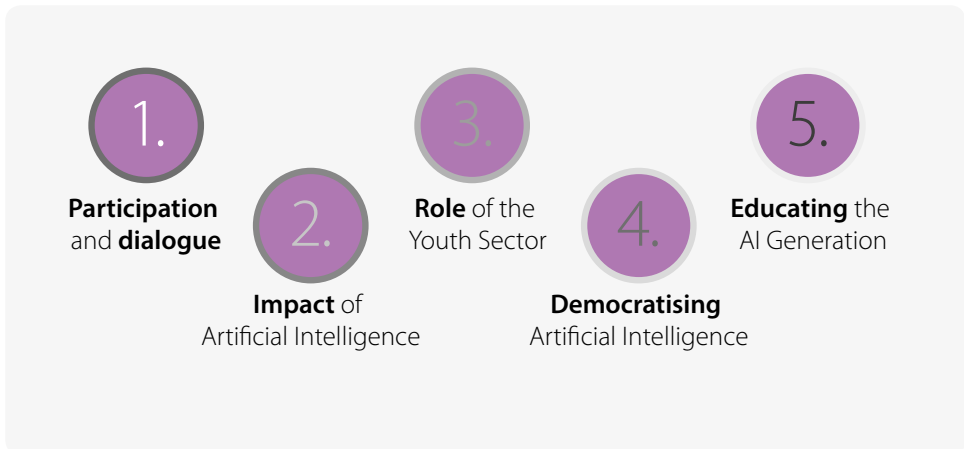 1.
Participation
and dialogue
2.
Impact of
Artificial Intelligence
3.
Role of the
Youth Sector
4.
Democratising
Artificial Intelligence
5.
Educating the
AI Generation